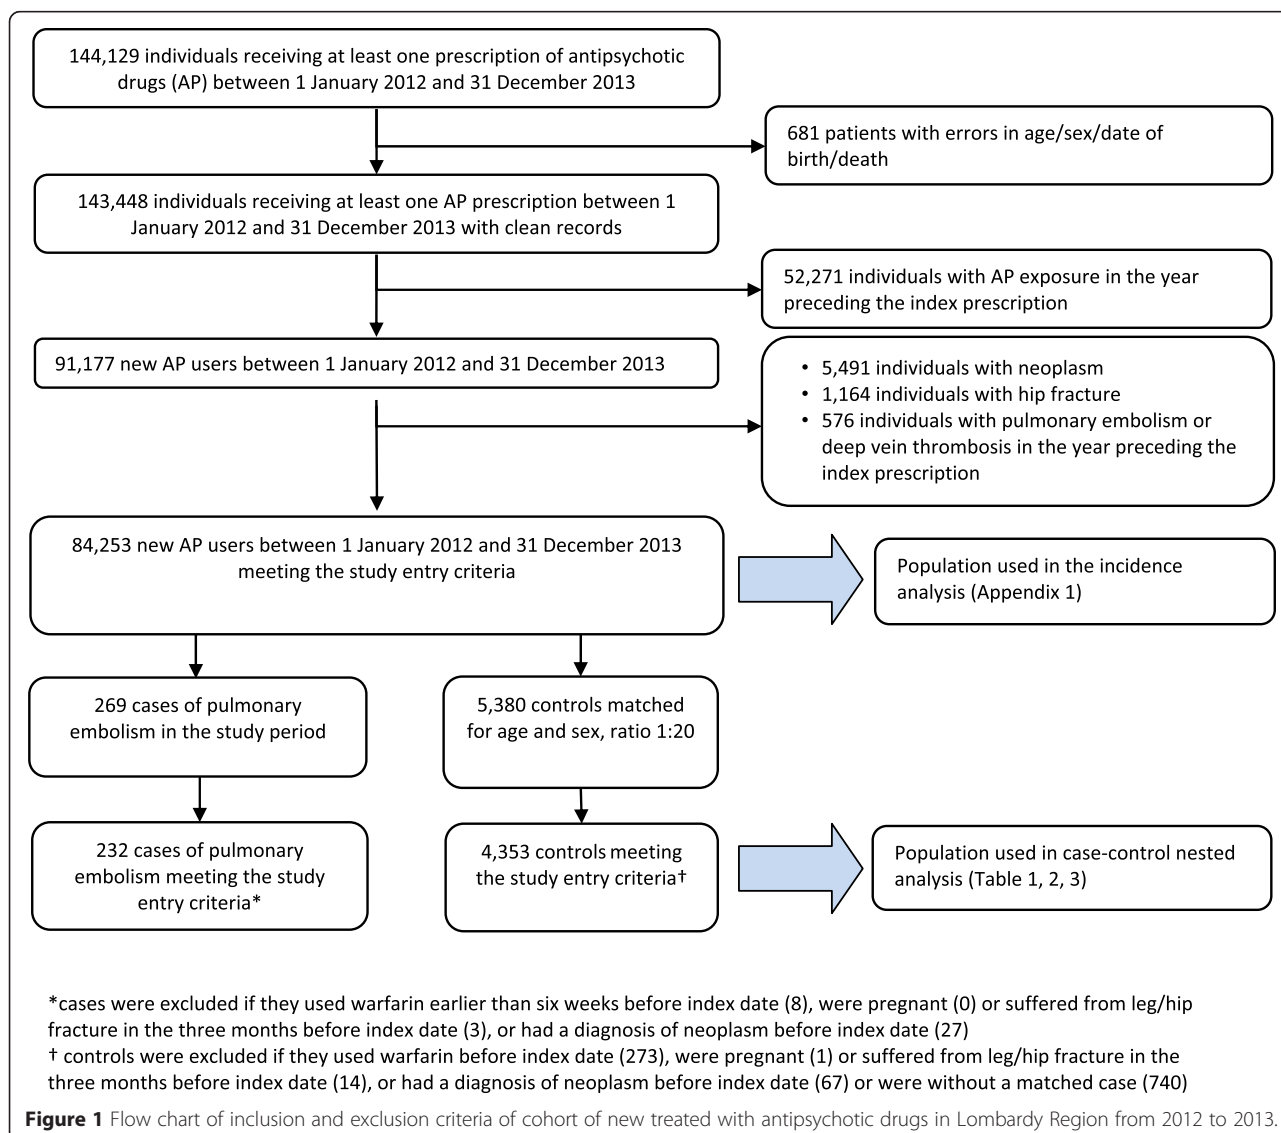 144,129 individuals receiving at least one prescription of antipsychotic
drugs (AP) between 1 January 2012 and 31 December 2013
681 patients with errors in age/sex/date of
birth/death
143,448 individuals receiving at least one AP prescription between 1
January 2012 and 31 December 2013 with clean records
52,271 individuals with AP exposure in the year
preceding the index prescription
91,177 new AP users between 1 January 2012 and 31 December 2013
• 5,491 individuals with neoplasm
• 1,164 individuals with hip fracture
• 576 individuals with pulmonary embolism or
deep vein thrombosis in the year preceding the
index prescription
84,253 new AP users between 1 January 2012 and 31 December 2013
meeting the study entry criteria
Population used in the incidence
analysis (Appendix 1)
269 cases of pulmonary
embolism in the study period
5,380 controls matched
for age and sex, ratio 1:20
232 cases of pulmonary
embolism meeting the study
entry criteria*
4,353 controls meeting
the study entry criteria†
Population used in case-control nested
analysis (Table 1, 2, 3)
*cases were excluded if they used warfarin earlier than six weeks before index date (8), were pregnant (0) or suffered from leg/hip
fracture in the three months before index date (3), or had a diagnosis of neoplasm before index date (27)
† controls were excluded if they used warfarin before index date (273), were pregnant (1) or suffered from leg/hip fracture in the
three months before index date (14), or had a diagnosis of neoplasm before index date (67) or were without a matched case (740)
Figure 1 Flow chart of inclusion and exclusion criteria of cohort of new treated with antipsychotic drugs in Lombardy Region from 2012 to 2013.